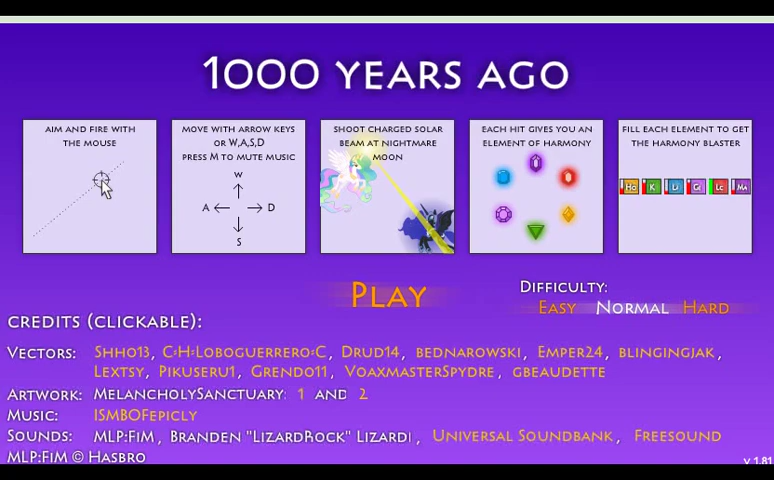 1000 YEARS AGO
AIM AND FIRE WITH
THE MOUSE
MOVE WITH ARROW KEYS
OR W,A,S,D
PRESS M TO MUTE MUSIC
W
A
D
S
SHOOT CHARGED SOLAR
BEAM AT NIGHTMARE
MOON
EACH HIT GIVES YOU AN
ELEMENT OF HARMONY
FILL EACH ELEMENT TO GET
THE HARMONY BLASTER
Ho K Li Ge Lo Ma
PLAY
DIFFICULTY:
EASY NORMAL HARD
CREDITS (CLICKABLE):
VECTORS: SHHO13, C=H=LOBOGUERRERO=C, DRUD14, BEDNAROWSKI, EMPER24, BLINGINGJAK,
LEXTSY, PIKUSERU1, GRENDO11, VOAXMASTERSPYDRE, GBEAUDETTE
ARTWORK: MELANCHOLYSANCTUARY: 1 AND 2
MUSIC: ISMBOFEPICLY
SOUNDS: MLP:FIM, BRANDEN "LIZARDROCK" LIZARDI, UNIVERSAL SOUNDBANK, FREESOUND
MLP:FIM © HASBRO
V 1.81